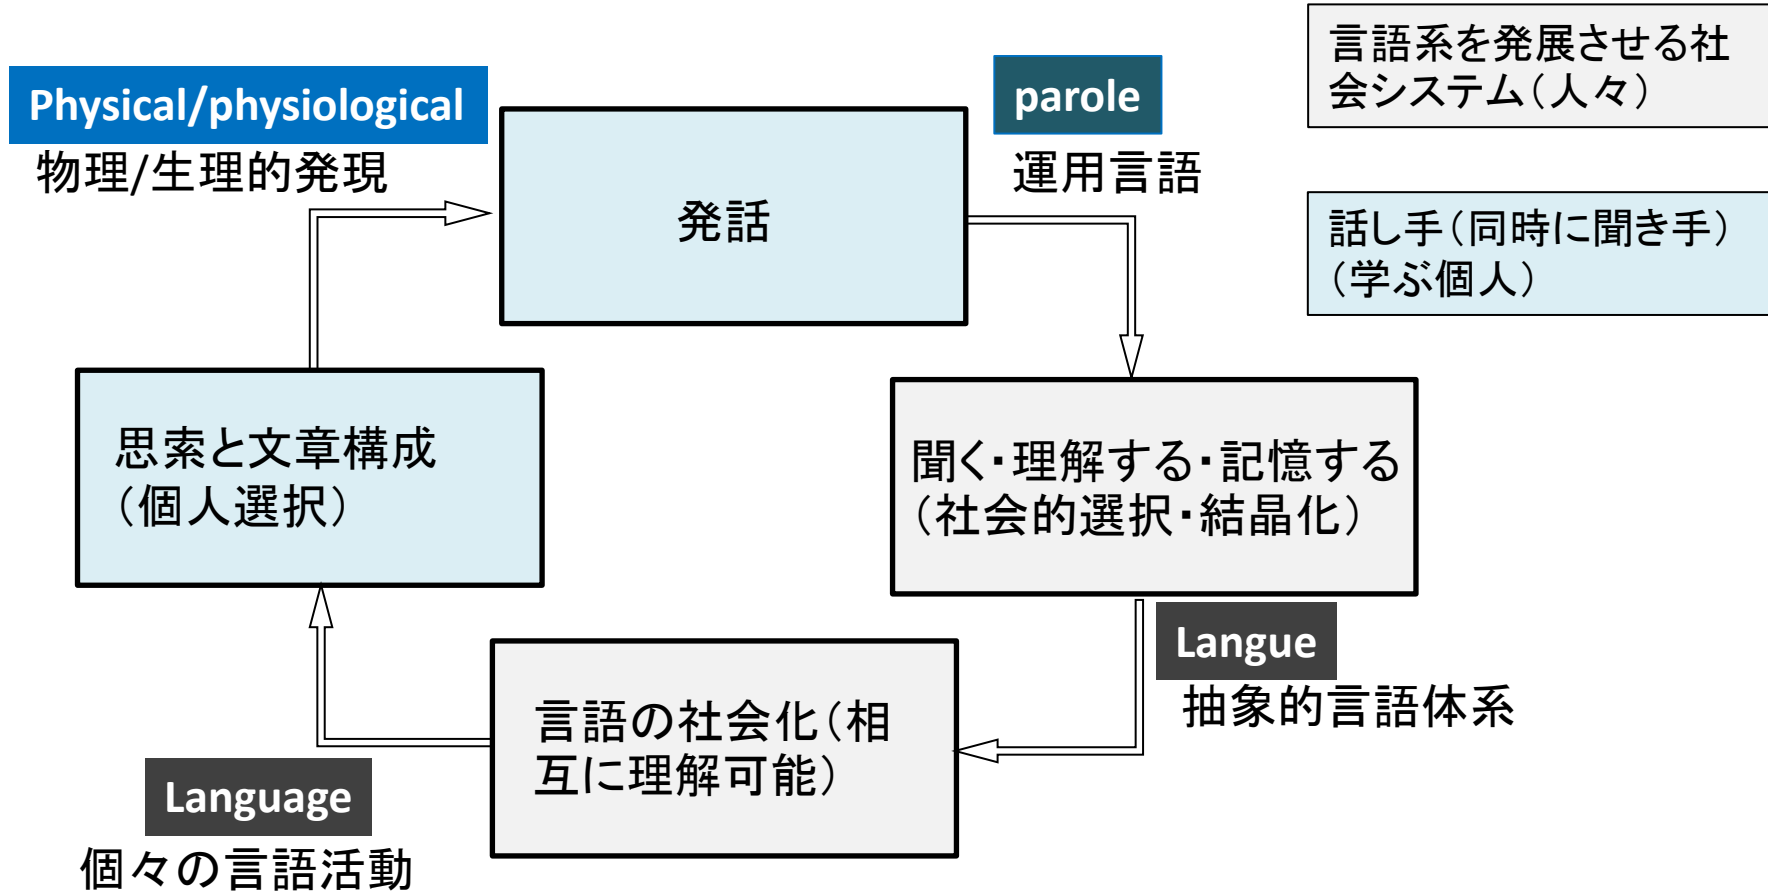 言語系を発展させる社
会システム（人々）
Physical/physiological
物理/生理的発現
parole
運用言語
発話
話し手（同時に聞き手）
（学ぶ個人）
思索と文章構成
（個人選択）
聞く・理解する・記憶する
（社会的選択・結晶化）
Langue
抽象的言語体系
言語の社会化（相
互に理解可能）
Language
個々の言語活動